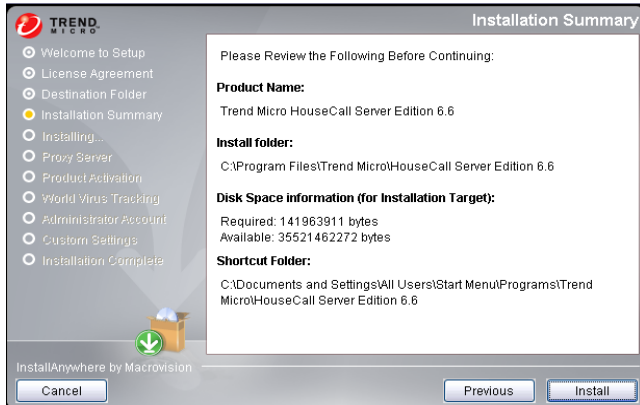 TREND
MICRO
Installation Summary
Welcome to Setup
License Agreement
Destination Folder
Installation Summary
Installing...
Proxy Server
Product Activation
World Virus Tracking
Administrator Account
Custom Settings
Installation Complete
Please Review the Following Before Continuing:
Product Name:
Trend Micro HouseCall Server Edition 6.6
Install folder:
C:\Program Files\Trend Micro\HouseCall Server Edition 6.6
Disk Space information (for Installation Target):
Required: 141963911 bytes
Available: 35521462272 bytes
Shortcut Folder:
C:\Documents and Settings\All Users\Start Menu\Programs\Trend
Micro\HouseCall Server Edition 6.6
InstallAnywhere by Macrovision
Cancel
Previous
Install